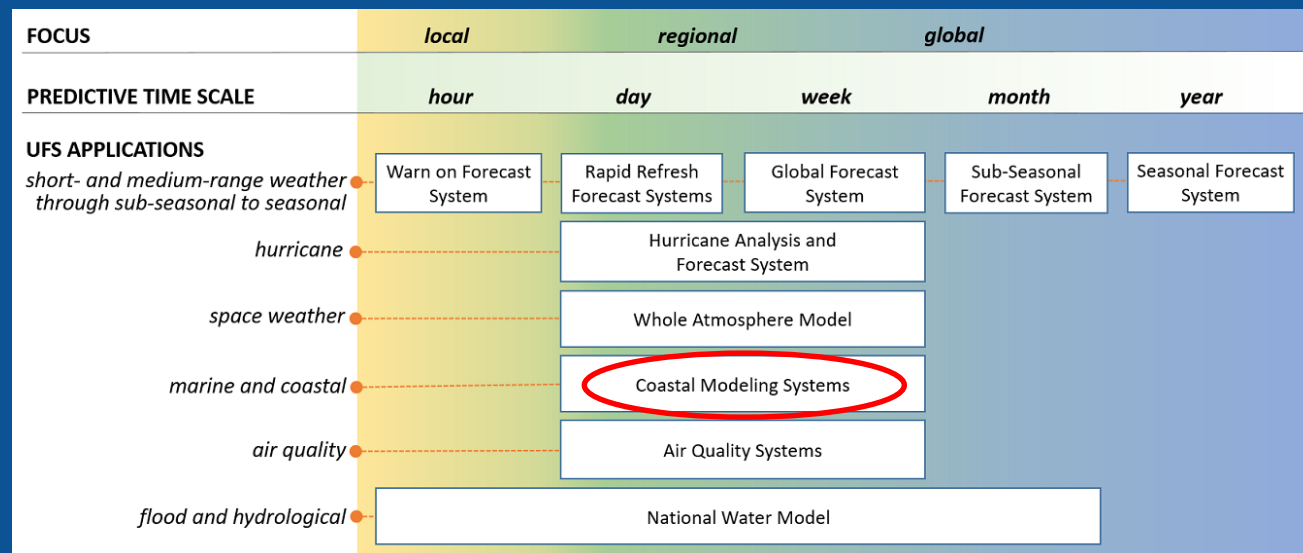 FOCUS local regional global
PREDICTIVE TIME SCALE hour day week month year
UFS APPLICATIONS
short- and medium-range weather
through sub-seasonal to seasonal
Warn on Forecast
System
Rapid Refresh
Forecast Systems
Global Forecast
System
Sub-Seasonal
Forecast System
Seasonal Forecast
System
hurricane
Hurricane Analysis and
Forecast System
space weather
Whole Atmosphere Model
marine and coastal
Coastal Modeling Systems
air quality
Air Quality Systems
flood and hydrological
National Water Model